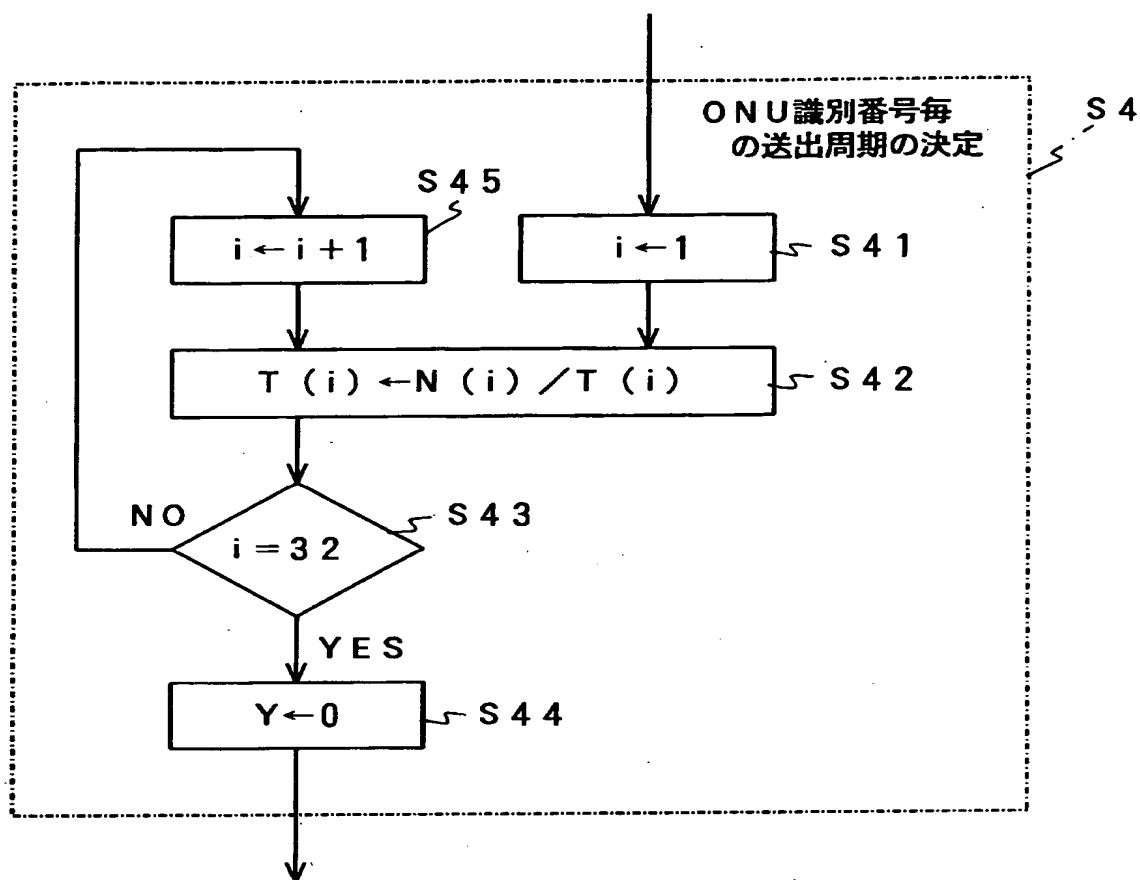 ONU識別番号毎
の送出周期の決定
S4
S45
i←i+1
i←1
S41
T(i)←N(i)/T(i)
S42
NO
i=32
S43
YES
Y←0
S44